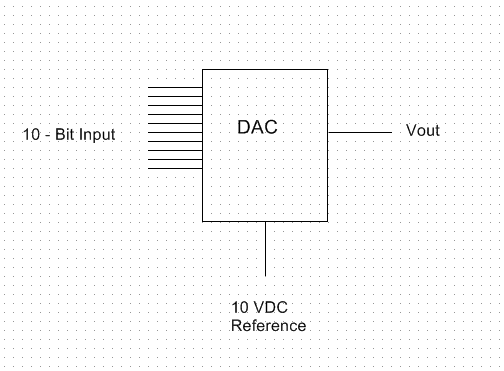 DAC
10 - Bit Input
Vout
10 VDC
Reference